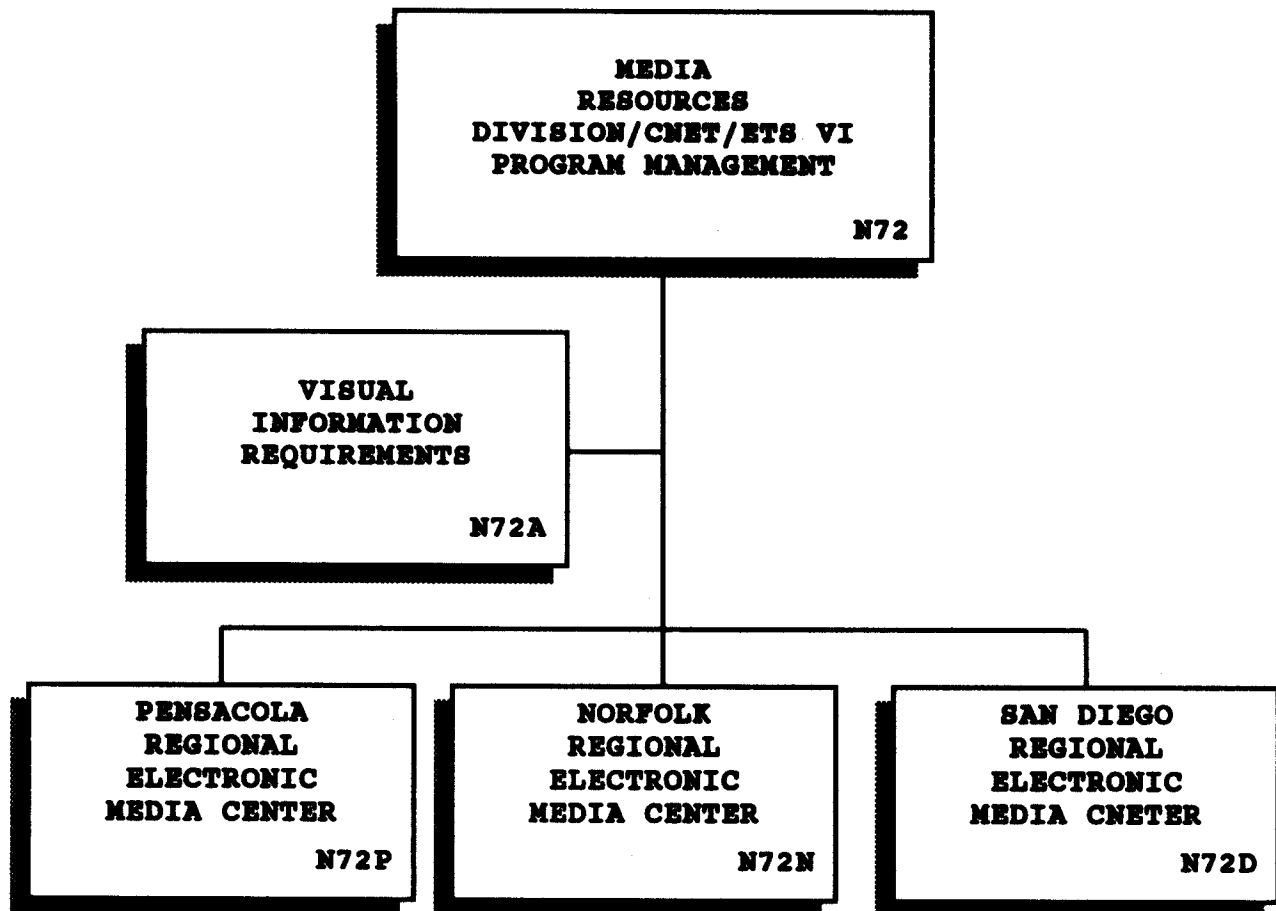 MEDIA
RESOURCES
DIVISION/CNET/ETS VI
PROGRAM MANAGEMENT
N72
VISUAL
INFORMATION
REQUIREMENTS
N72A
PENSACOLA
REGIONAL
ELECTRONIC
MEDIA CENTER
N72P
NORFOLK
REGIONAL
ELECTRONIC
MEDIA CENTER
N72N
SAN DIEGO
REGIONAL
ELECTRONIC
MEDIA CNETER
N72D